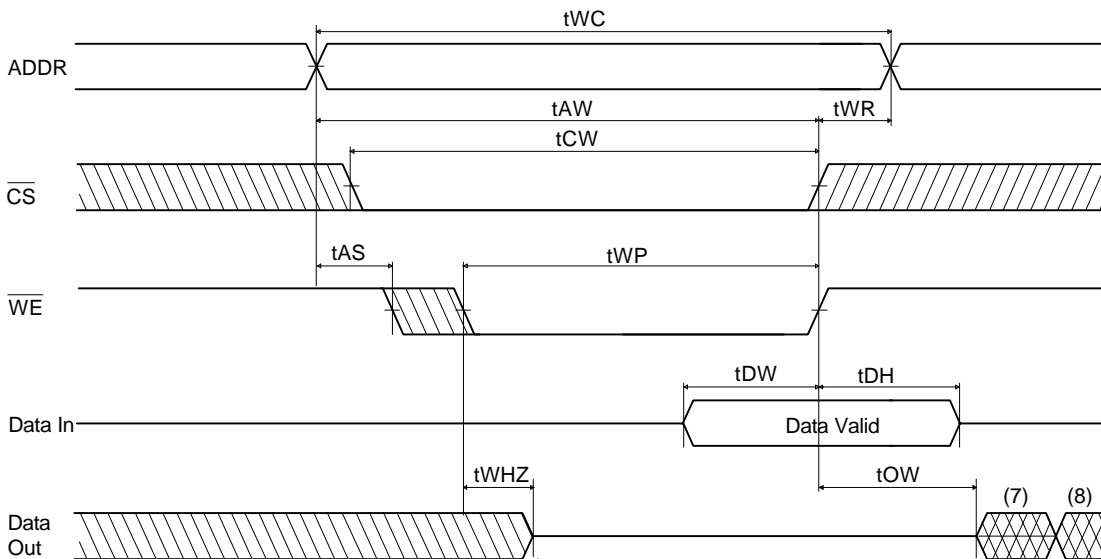 tWC
ADDR
tAW
tWR
tCW
CS
tAS
tWP
WE
tDW
tDH
Data In
Data Valid
tWHZ
tOW
(7)
(8)
Data
Out